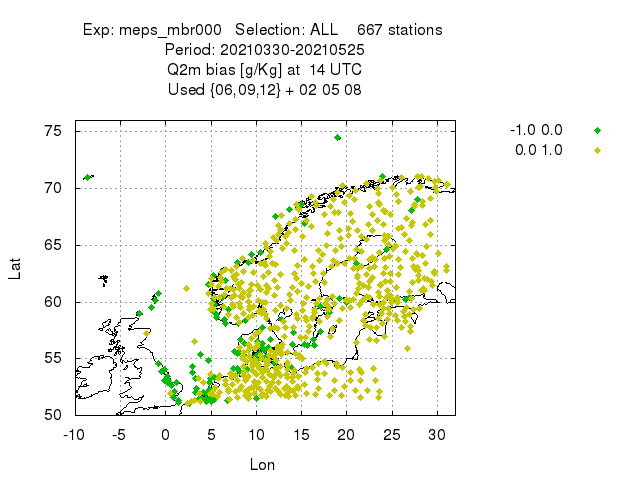 Exp: meps_mbr000   Selection: ALL    667 stations
Period: 20210330-20210525
Q2m bias [g/Kg] at  14 UTC
Used {06,09,12} + 02 05 08
-1.0 0.0
0.0 1.0
75
70
65
60
55
50
Lat
-10 -5 0 5 10 15 20 25 30
Lon